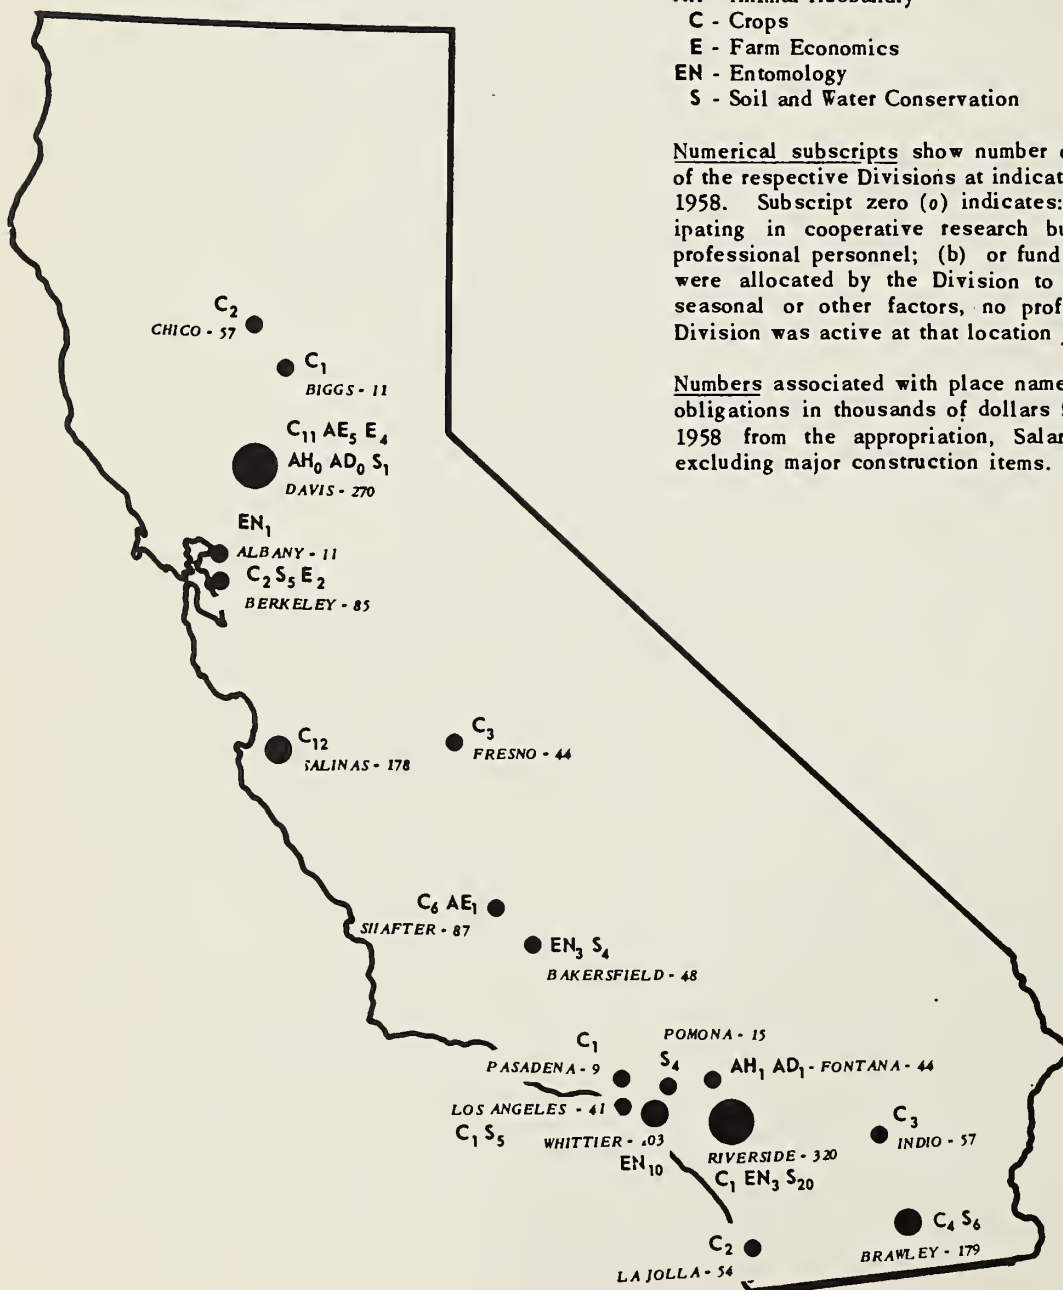 C - Crops
E - Farm Economics
EN - Entomology
S - Soil and Water Conservation
Numerical subscripts show number
of the respective Divisions at
1958. Subscript zero (o) indicates:
ipating in cooperative research
professional personnel; (b) or fund
were allocated by the Division to
seasonal or other factors, no
Division was active at that location
Numbers associated with place
obligations in thousands of dollars
1958 from the appropriation,
excluding major construction items.
C2
CHICO - 57
C1
BIGGS - 11
C11 AE5 E4
AH0 AD0 S1
DAVIS - 270
EN1
ALBANY - 11
C2 S5 E2
BERKELEY - 85
C12
SALINAS - 178
C3
FRESNO - 44
C6 AE1
SHAFTER - 87
EN3 S4
BAKERSFIELD - 48
C1
PASADENA - 9
POMONA - 15
S4
AH1 AD1 - FONTANA - 44
LOS ANGELES - 41
C1 S5
WHITTIER - 03
EN10
RIVERSIDE - 320
C1 EN3 S20
C3
INDIO - 57
C4 S6
BRAWLEY - 179
C2
LA JOLLA - 54